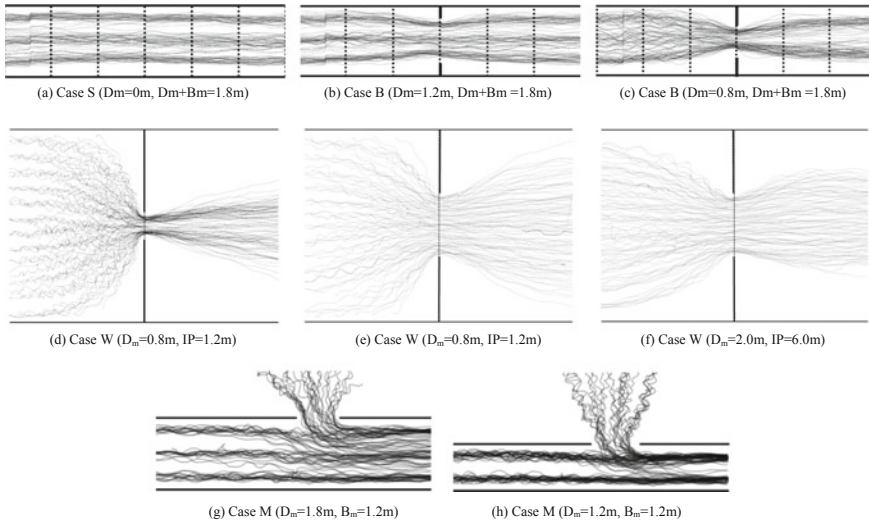 (a) Case S (Dm=0m, Dm+Bm=1.8m)
(b) Case B (Dm=1.2m, Dm+Bm =1.8m)
(c) Case B (Dm=0.8m, Dm+Bm =1.8m)
(d) Case W (Dm=0.8m, IP=1.2m)
(e) Case W (Dm=0.8m, IP=1.2m)
(f) Case W (Dm=2.0m, IP=6.0m)
(g) Case M (Dm=1.8m, Bm=1.2m)
(h) Case M (Dm=1.2m, Bm=1.2m)